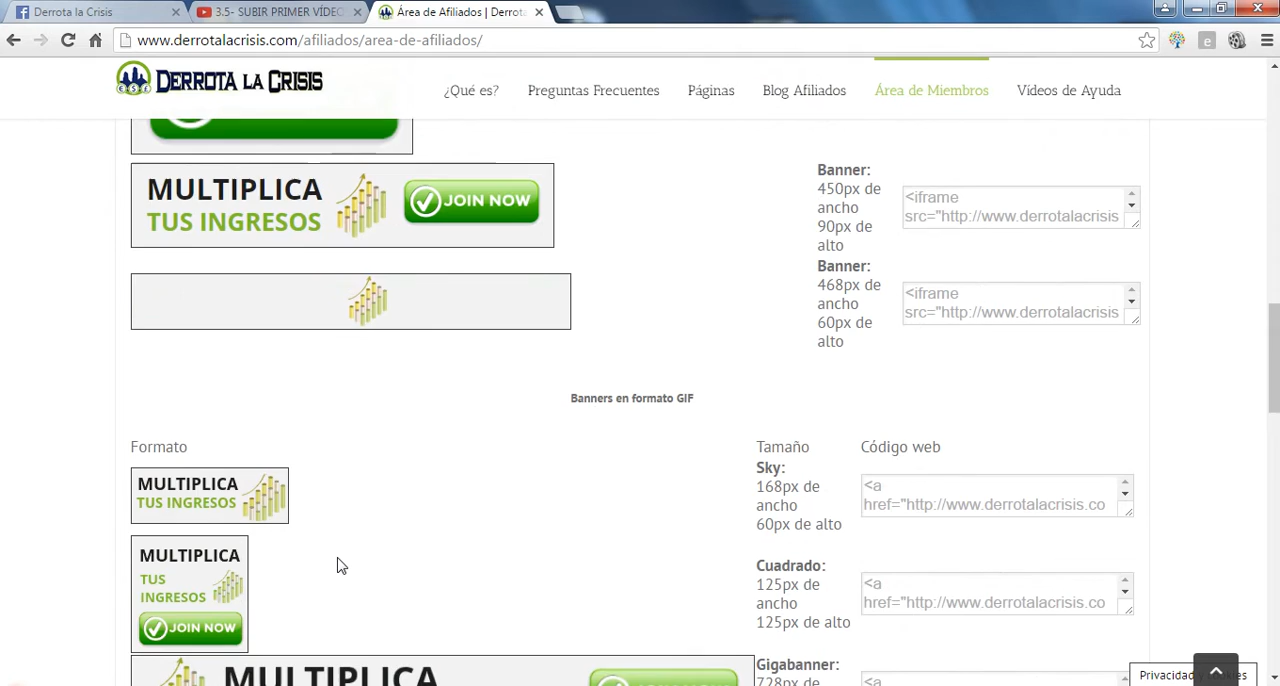 Derrota la Crisis
3.5- SUBIR PRIMER VÍDEO
Área de Afiliados | Derrota
www.derrotalacrisis.com/afiliados/area-de-afiliados/
DERROTA LA CRISIS
¿Qué es?
Preguntas Frecuentes
Páginas
Blog Afiliados
Área de Miembros
Vídeos de Ayuda
MULTIPLICA
TUS INGRESOS
JOIN NOW
Banner:
450px de
ancho
90px de
alto
<iframe
src="http://www.derrotalacrisis
Banner:
468px de
ancho
60px de
alto
<iframe
src="http://www.derrotalacrisis
Banners en formato GIF
Formato
Tamaño
Código web
MULTIPLICA
TUS INGRESOS
Sky:
168px de
ancho
60px de alto
<a
href="http://www.derrotalacrisis.co
MULTIPLICA
TUS
INGRESOS
JOIN NOW
Cuadrado:
125px de
ancho
125px de alto
<a
href="http://www.derrotalacrisis.co
MULTIPLICA
Gigabanner:
728px de
<a
Privacidad y cookies